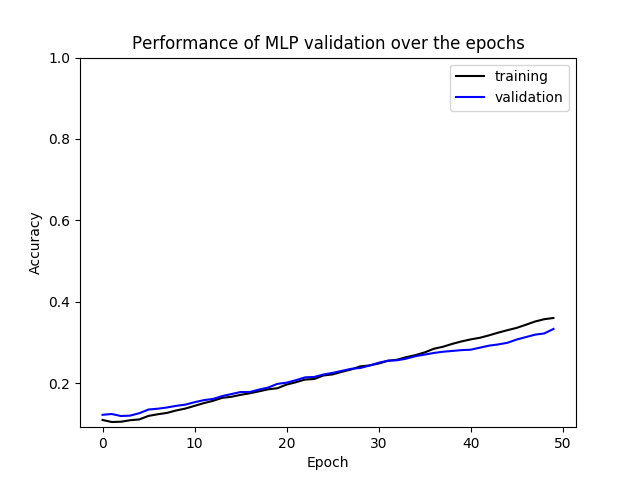 Performance of MLP validation over the epochs
training
validation
Accuracy
1.0
0.8
0.6
0.4
0.2
0 10 20 30 40 50
Epoch